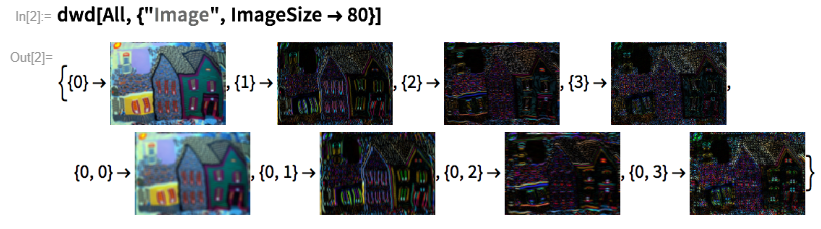 In[2]:= dwd[All, {"Image", ImageSize → 80}]
Out[2]=
{{0} → , {1} → , {2} → , {3} → ,
{0, 0} → , {0, 1} → , {0, 2} → , {0, 3} → }